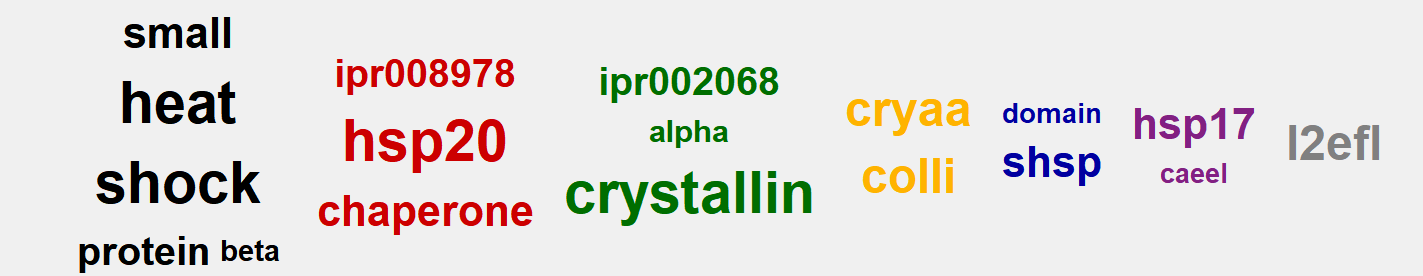 small
heat
shock
protein beta
ipr008978
hsp20
chaperone
ipr002068
alpha
crystallin
cryaa
colli
domain
shsp
hsp17
caeel
l2efl